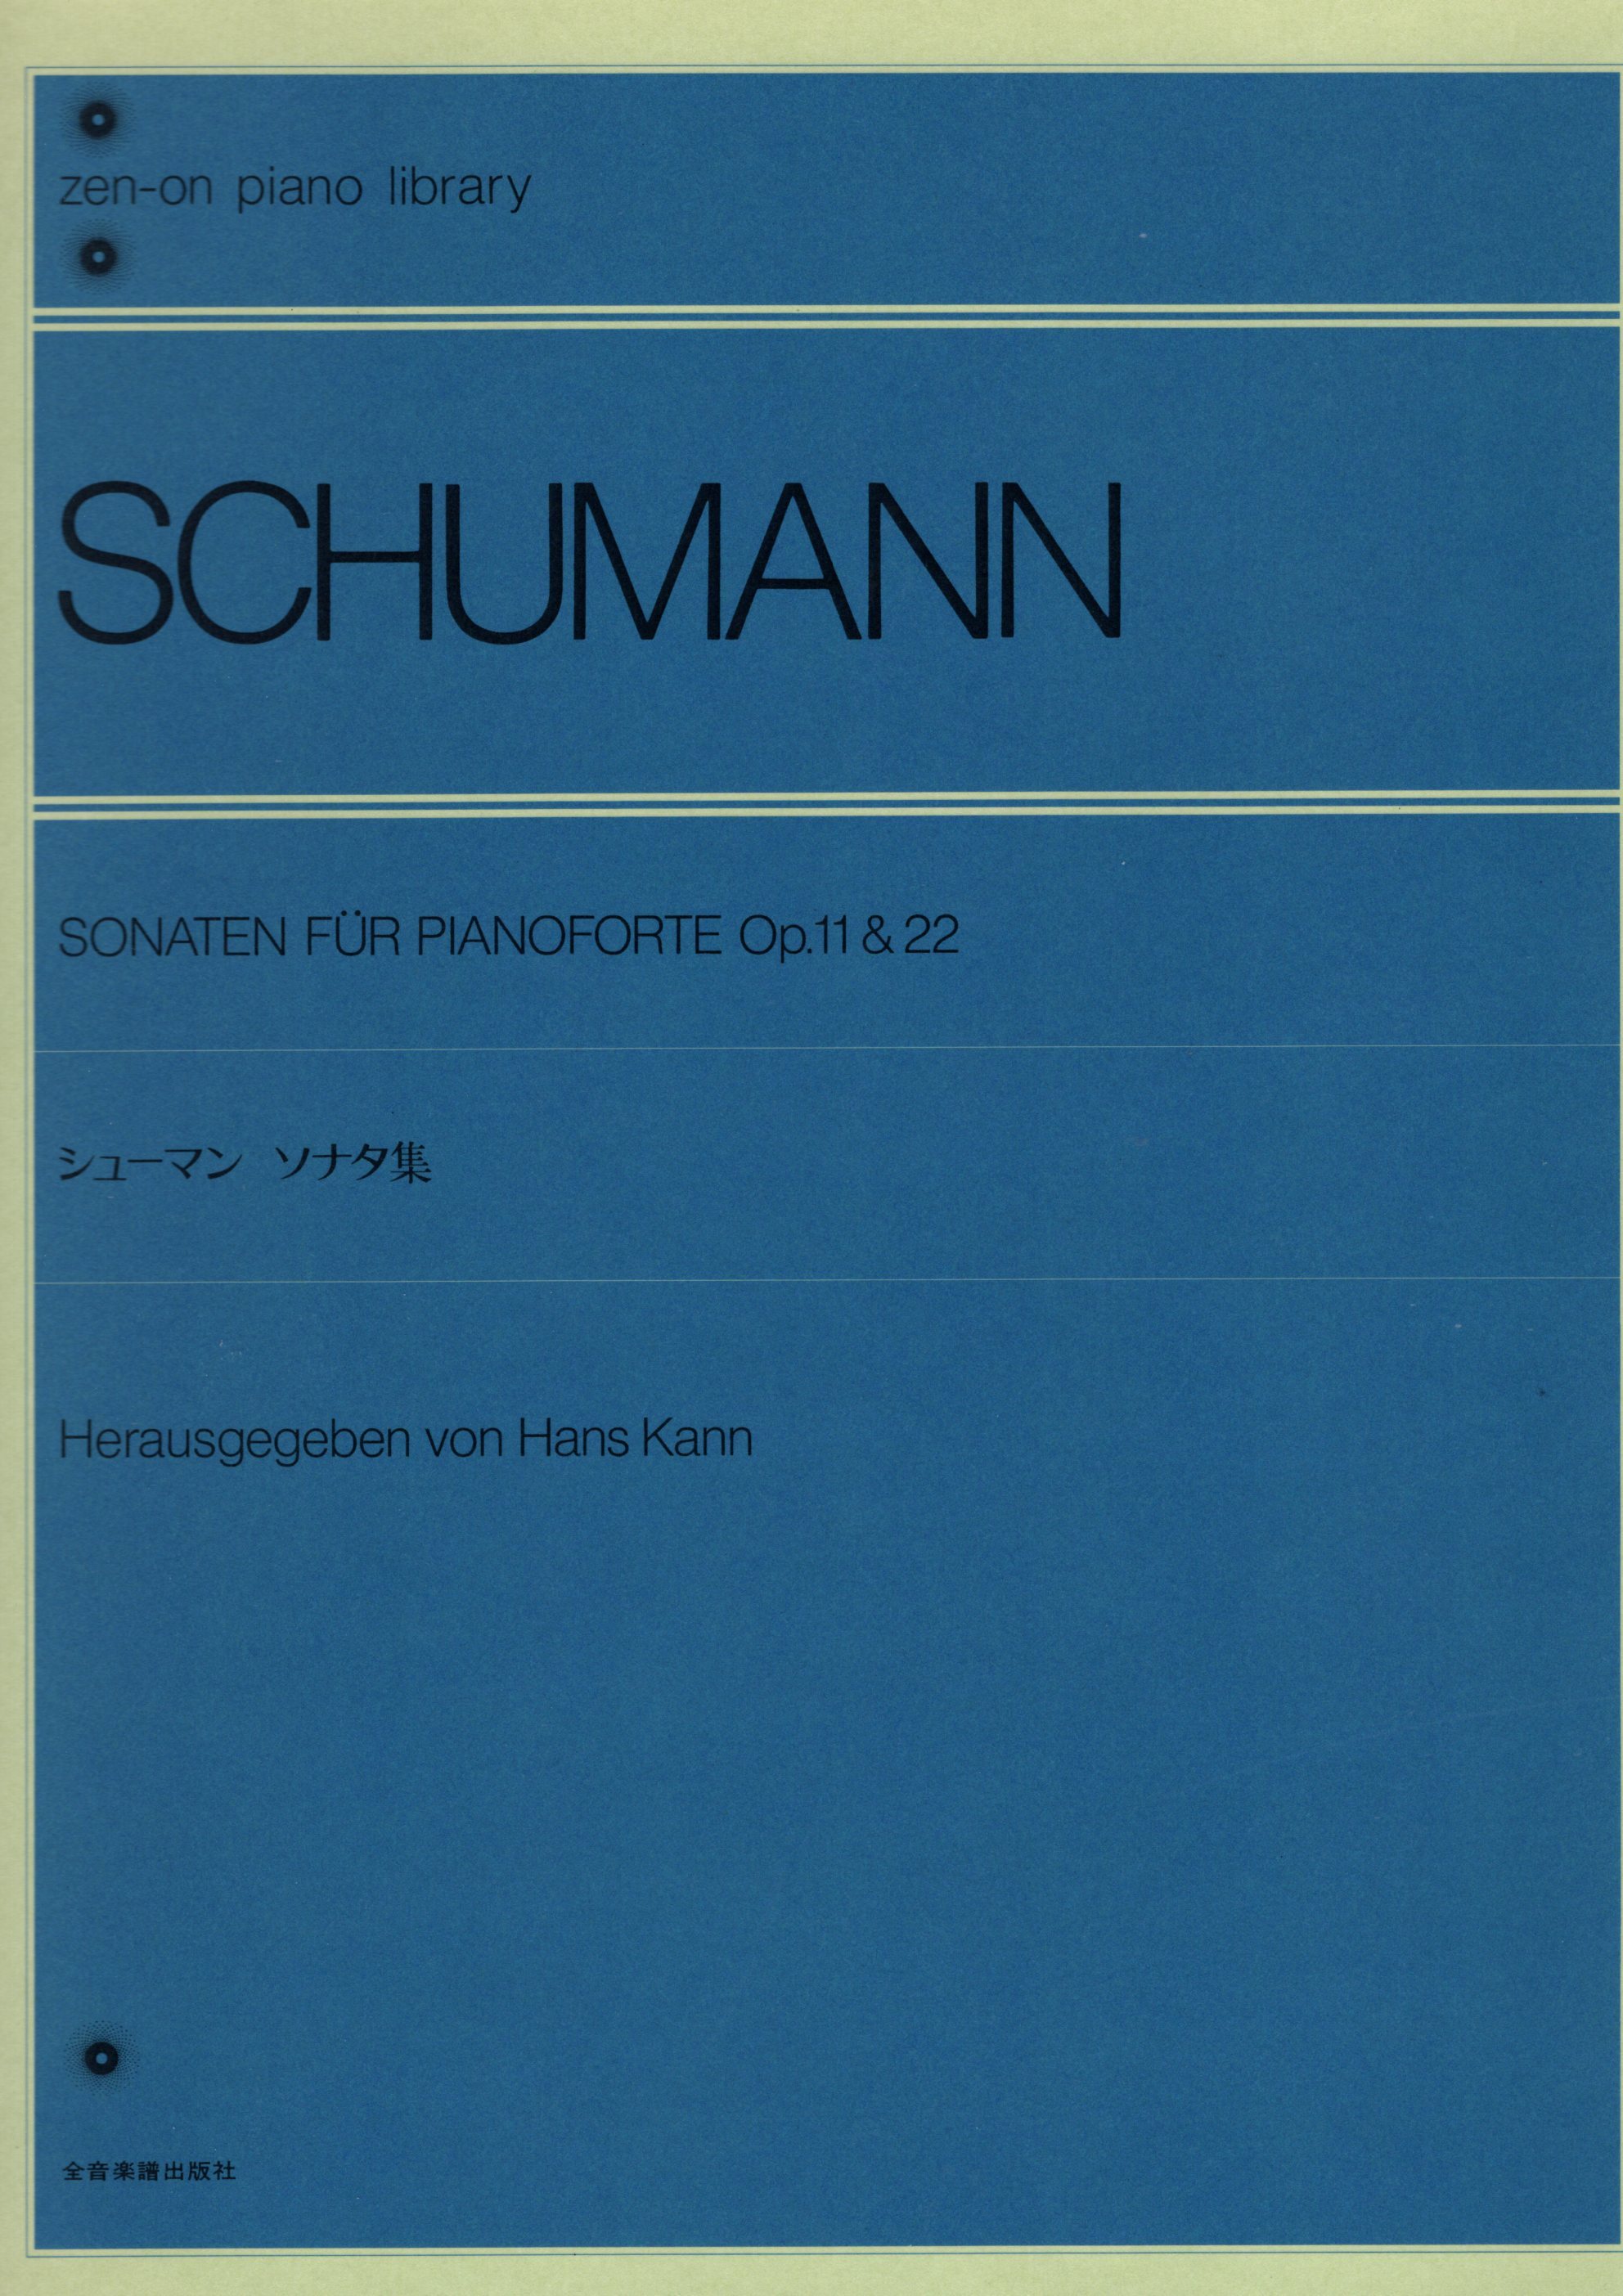 zen-on piano library
SCHUMANN
SONATEN FÜR PIANOFORTE Op.11 & 22
シューマン ソナタ集
Herausgegeben von Hans Kann
全音楽譜出版社